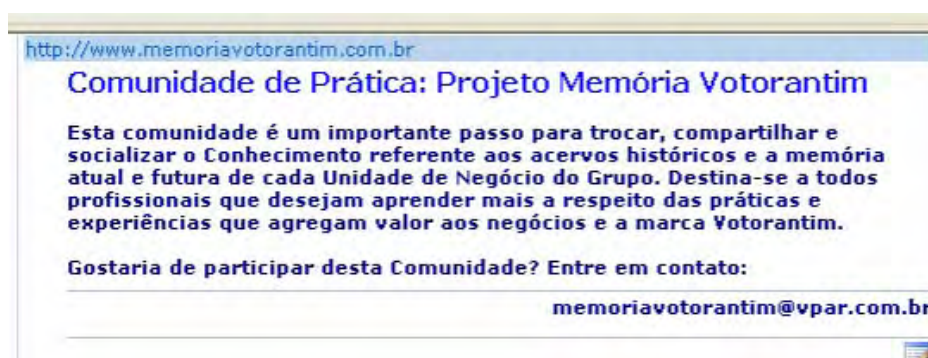 http://www.memoriavotorantim.com.br
Comunidade de Prática: Projeto Memória Votorantim
Esta comunidade é um importante passo para trocar, compartilhar e
socializar o Conhecimento referente aos acervos históricos e a memória
atual e futura de cada Unidade de Negócio do Grupo. Destina-se a todos
profissionais que desejam aprender mais a respeito das práticas e
experiências que agregam valor aos negócios e a marca Votorantim.
Gostaria de participar desta Comunidade? Entre em contato:
memoriavotorantim@vpar.com.br